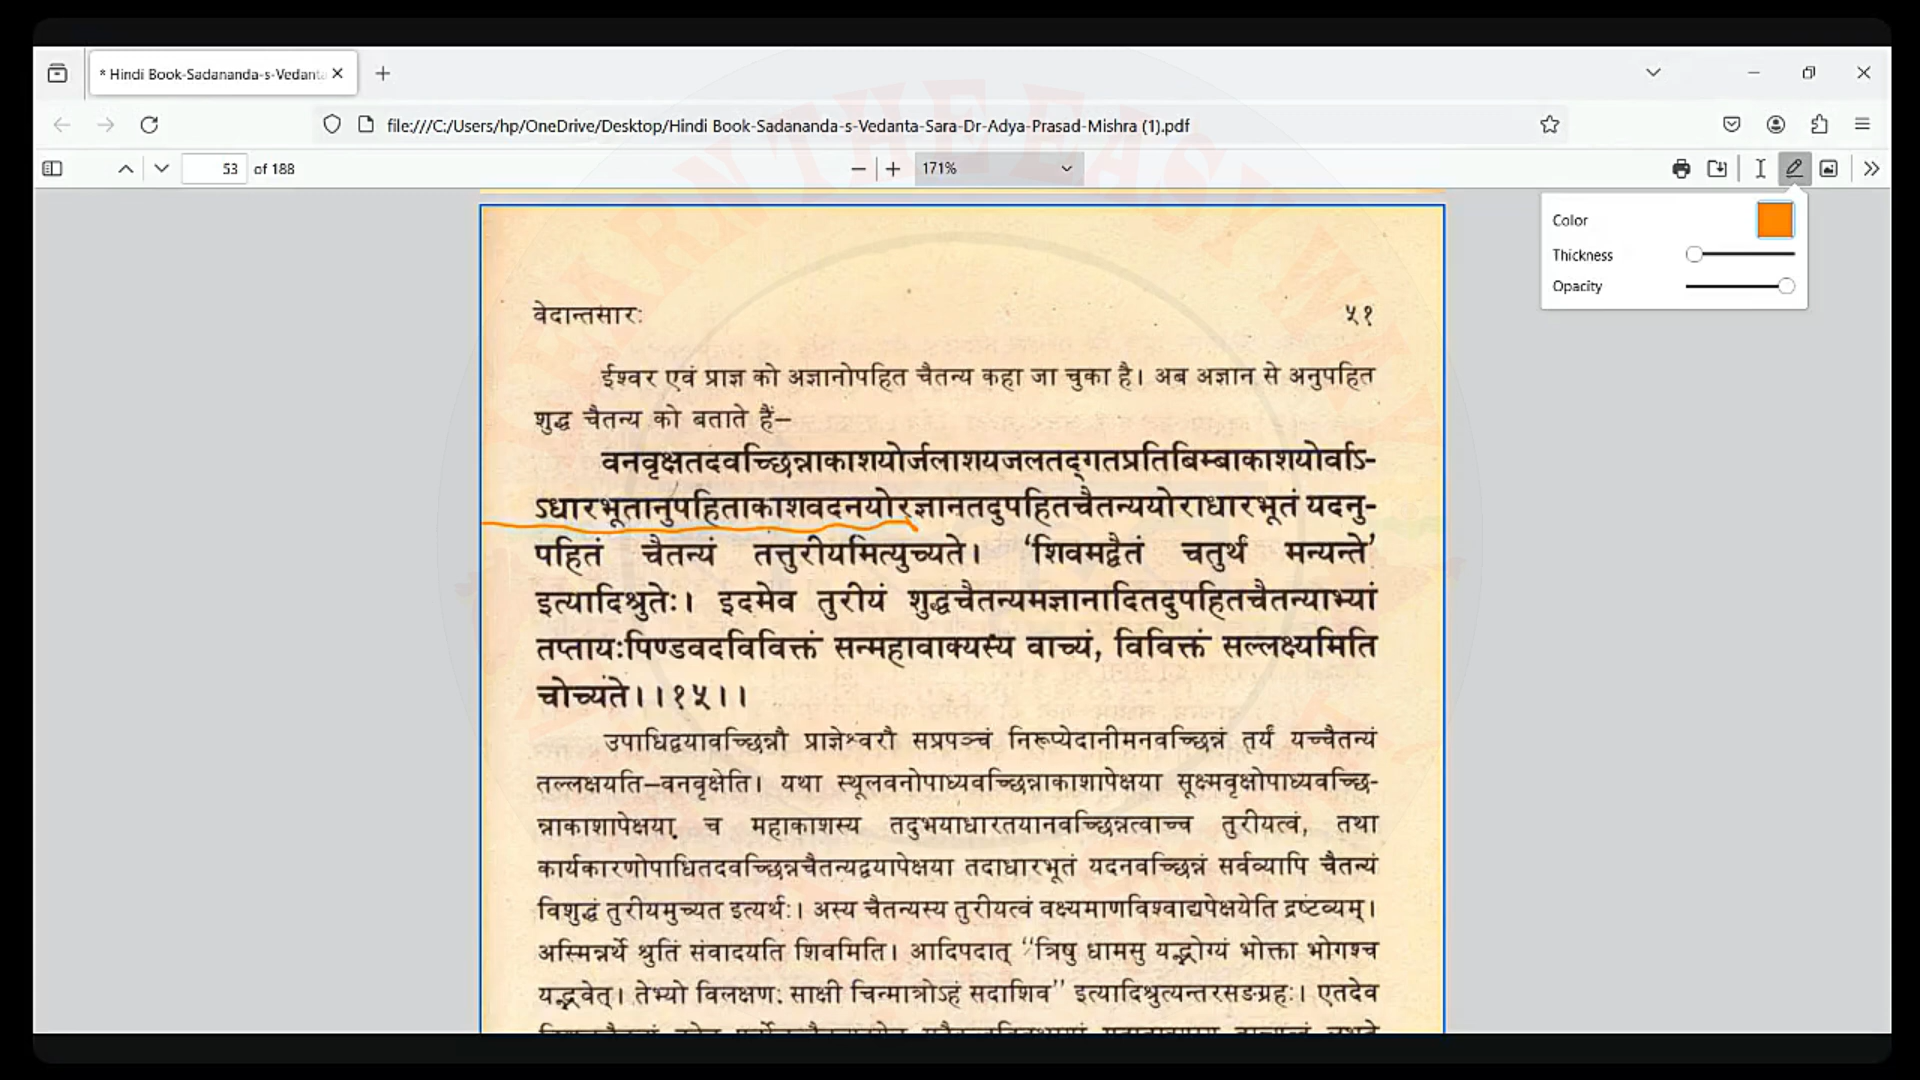 * Hindi Book-Sadananda-s-Vedanta
file:///C:/Users/hp/OneDrive/Desktop/Hindi Book-Sadananda-s-Vedanta-Sara-Dr-Adya-Prasad-Mishra (1).pdf
53 of 188
171%
Color
Thickness
Opacity
LEARN THE EASY WAY
वेदान्तसारः ५१
ईश्वर एवं प्राज्ञ को अज्ञानोपहित चैतन्य कहा जा चुका है। अब अज्ञान से अनुपहित
शुद्ध चैतन्य को बताते हैं–
वनवृक्षतदवच्छिन्नाकाशयोर्जलाशयजलतद्गतप्रतिबिम्बाकाशयोर्वाऽ-
ऽधारभूतानुपहिताकाशवदनयोरज्ञानतदुपहितचैतन्ययोराधारभूतं यदनु-
पहितं चैतन्यं तत्तुरीयमित्युच्यते। 'शिवमद्वैतं चतुर्थं मन्यन्ते'
इत्यादिश्रुतेः। इदमेव तुरीयं शुद्धचैतन्यमज्ञानादितदुपहितचैतन्याभ्यां
तप्तायःपिण्डवदविविक्तं सन्महावाक्यस्य वाच्यं, विविक्तं सल्लक्ष्यमिति
चोच्यते।।१५।।
उपाधिद्वयावच्छिन्नौ प्राज्ञेश्वरौ सप्रपञ्चं निरूप्येदानीमनवच्छिन्नं तुर्यं यच्चैतन्यं
तल्लक्षयति–वनवृक्षेति। यथा स्थूलवनोपाध्यवच्छिन्नाकाशापेक्षया सूक्ष्मवृक्षोपाध्यवच्छि-
न्नाकाशापेक्षया च महाकाशस्य तदुभयाधारतयानवच्छिन्नत्वाच्च तुरीयत्वं, तथा
कार्यकारणोपाधितदवच्छिन्नचैतन्यद्वयापेक्षया तदाधारभूतं यदनवच्छिन्नं सर्वव्यापि चैतन्यं
विशुद्धं तुरीयमुच्यत इत्यर्थः। अस्य चैतन्यस्य तुरीयत्वं वक्ष्यमाणविश्वाद्यपेक्षयेति द्रष्टव्यम्।
अस्मिन्नर्थे श्रुतिं संवादयति शिवमिति। आदिपदात् "त्रिषु धामसु यद्भोग्यं भोक्ता भोगश्च
यद्भवेत्। तेभ्यो विलक्षणः साक्षी चिन्मात्रोऽहं सदाशिव" इत्यादिश्रुत्यन्तरसङग्रहः। एतदेव